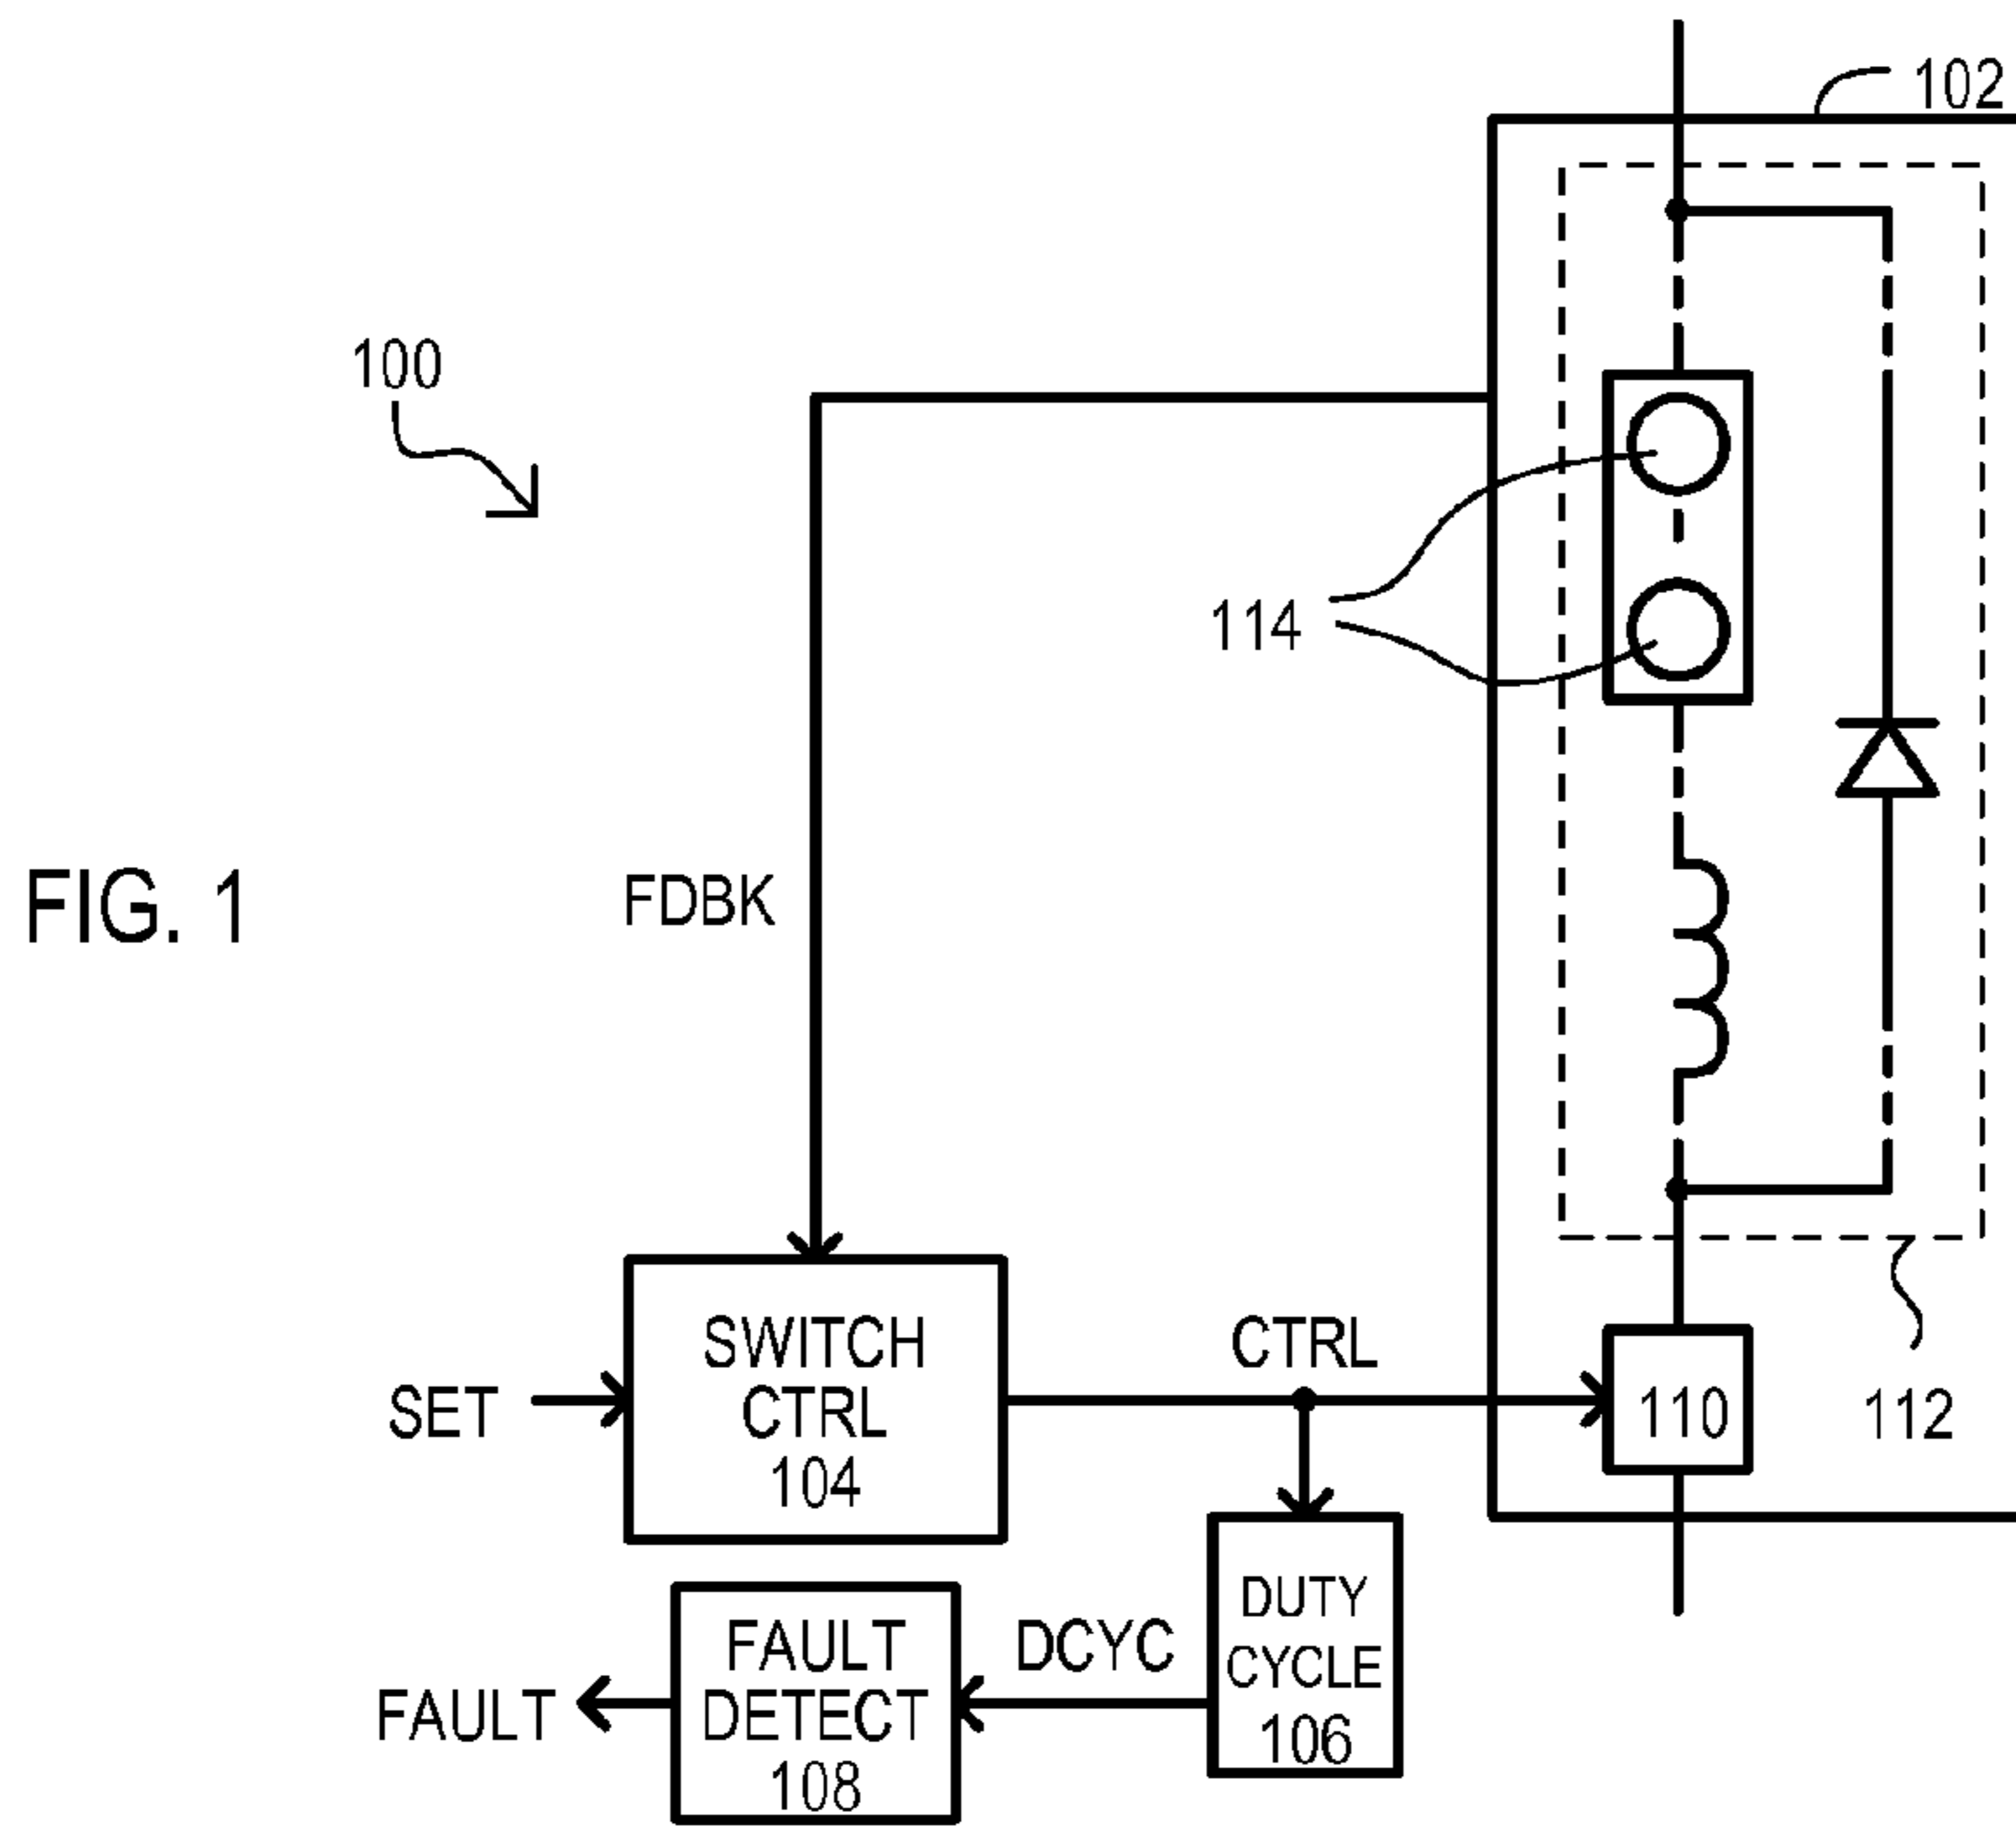 102
100
114
FDBK
FIG. 1
SWITCH
CTRL
104
CTRL
SET
110
112
DUTY
CYCLE
106
DCYC
FAULT
DETECT
108
FAULT